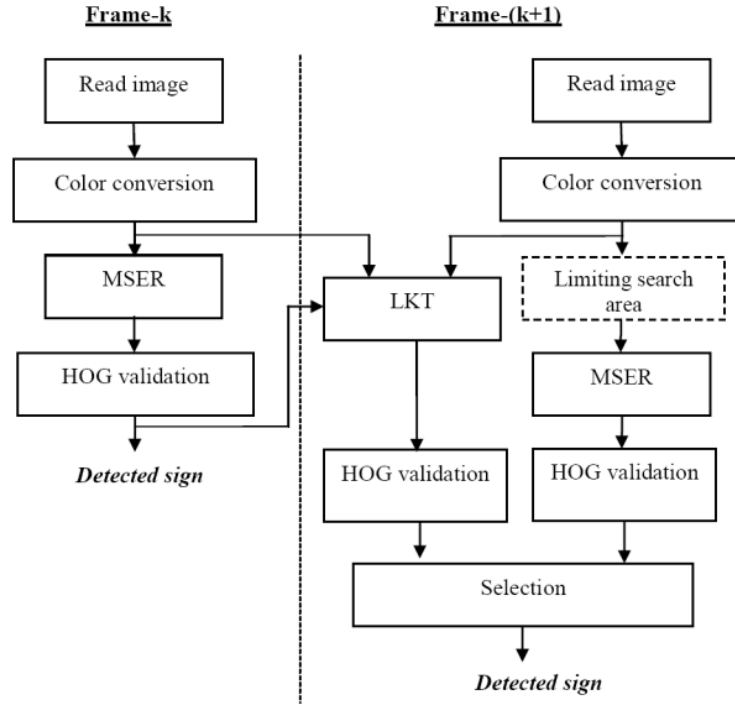 Frame-k
Read image
Color conversion
MSER
HOG validation
Detected sign
Frame-(k+1)
Read image
Color conversion
Limiting search
area
LKT
MSER
HOG validation
HOG validation
Selection
Detected sign